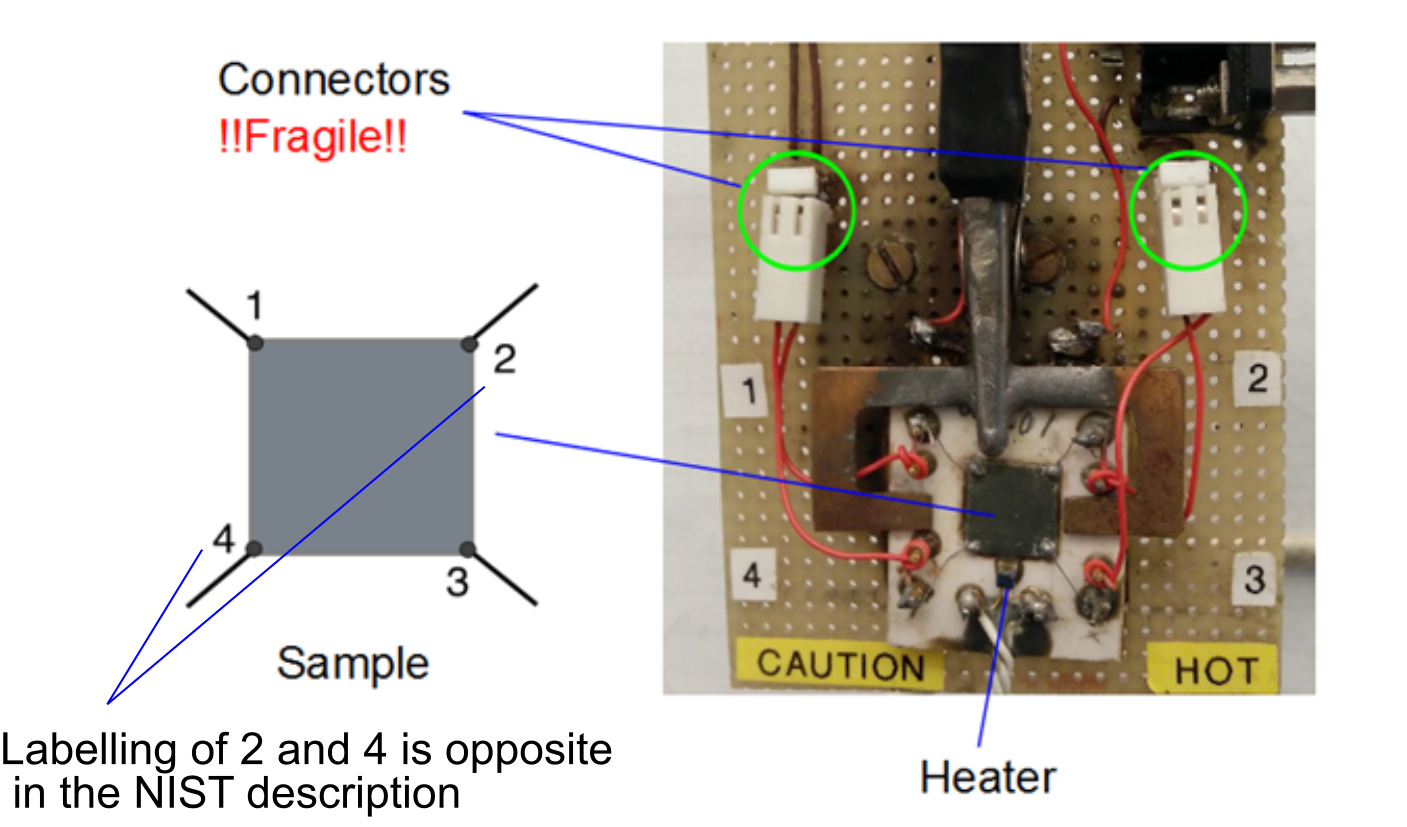 Connectors
!!Fragile!!
1
2
4
3
Sample
Labelling of 2 and 4 is opposite
in the NIST description
1
2
4
3
CAUTION
HOT
Heater